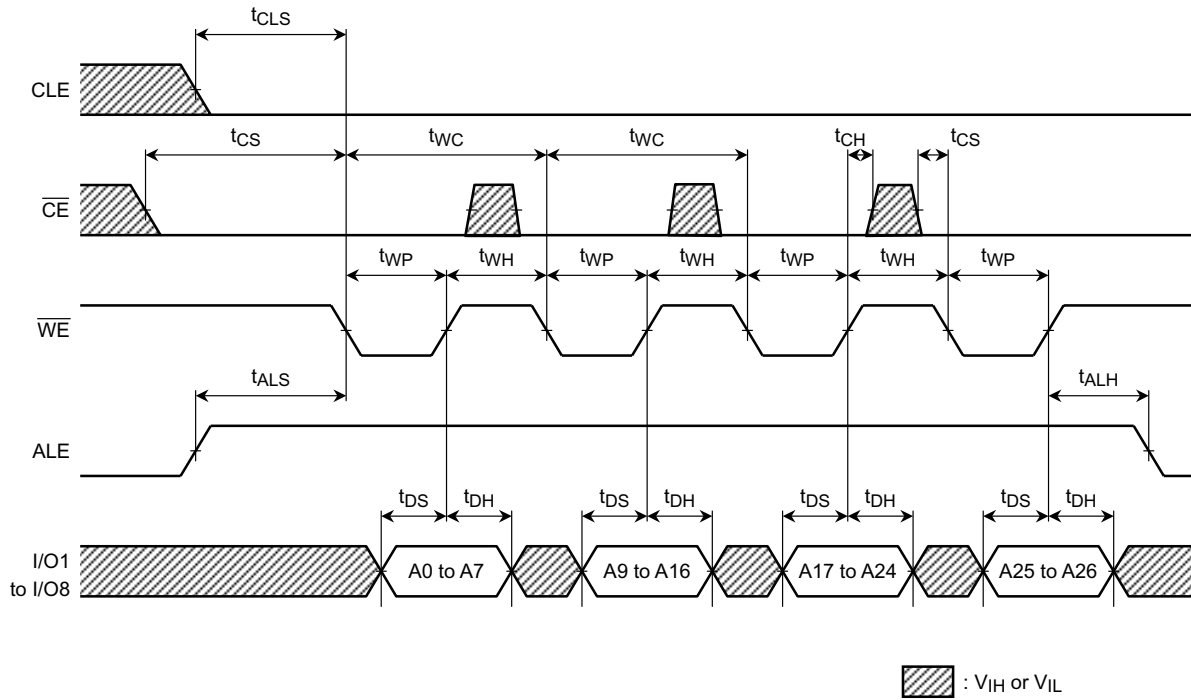 tCLS
CLE
tCS tWC tWC tCH tCS
CE
tWP tWH tWP tWH tWP tWH tWP
WE
tALS tALH
ALE
tDS tDH tDS tDH tDS tDH tDS tDH
I/O1
to I/O8
A0 to A7 A9 to A16 A17 to A24 A25 to A26
: VIH or VIL